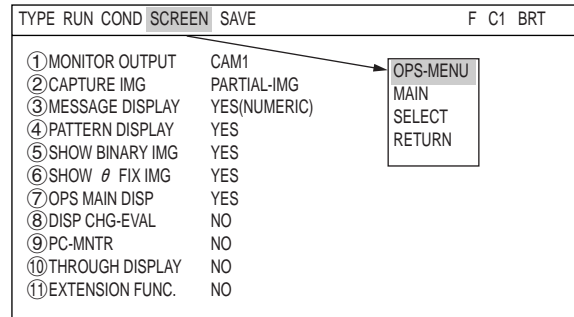 TYPE RUN COND SCREEN SAVE F C1 BRT
①MONITOR OUTPUT CAM1
②CAPTURE IMG PARTIAL-IMG
③MESSAGE DISPLAY YES(NUMERIC)
④PATTERN DISPLAY YES
⑤SHOW BINARY IMG YES
⑥SHOW θ FIX IMG YES
⑦OPS MAIN DISP YES
⑧DISP CHG-EVAL NO
⑨PC-MNTR NO
⑩THROUGH DISPLAY NO
⑪EXTENSION FUNC. NO
OPS-MENU
MAIN
SELECT
RETURN